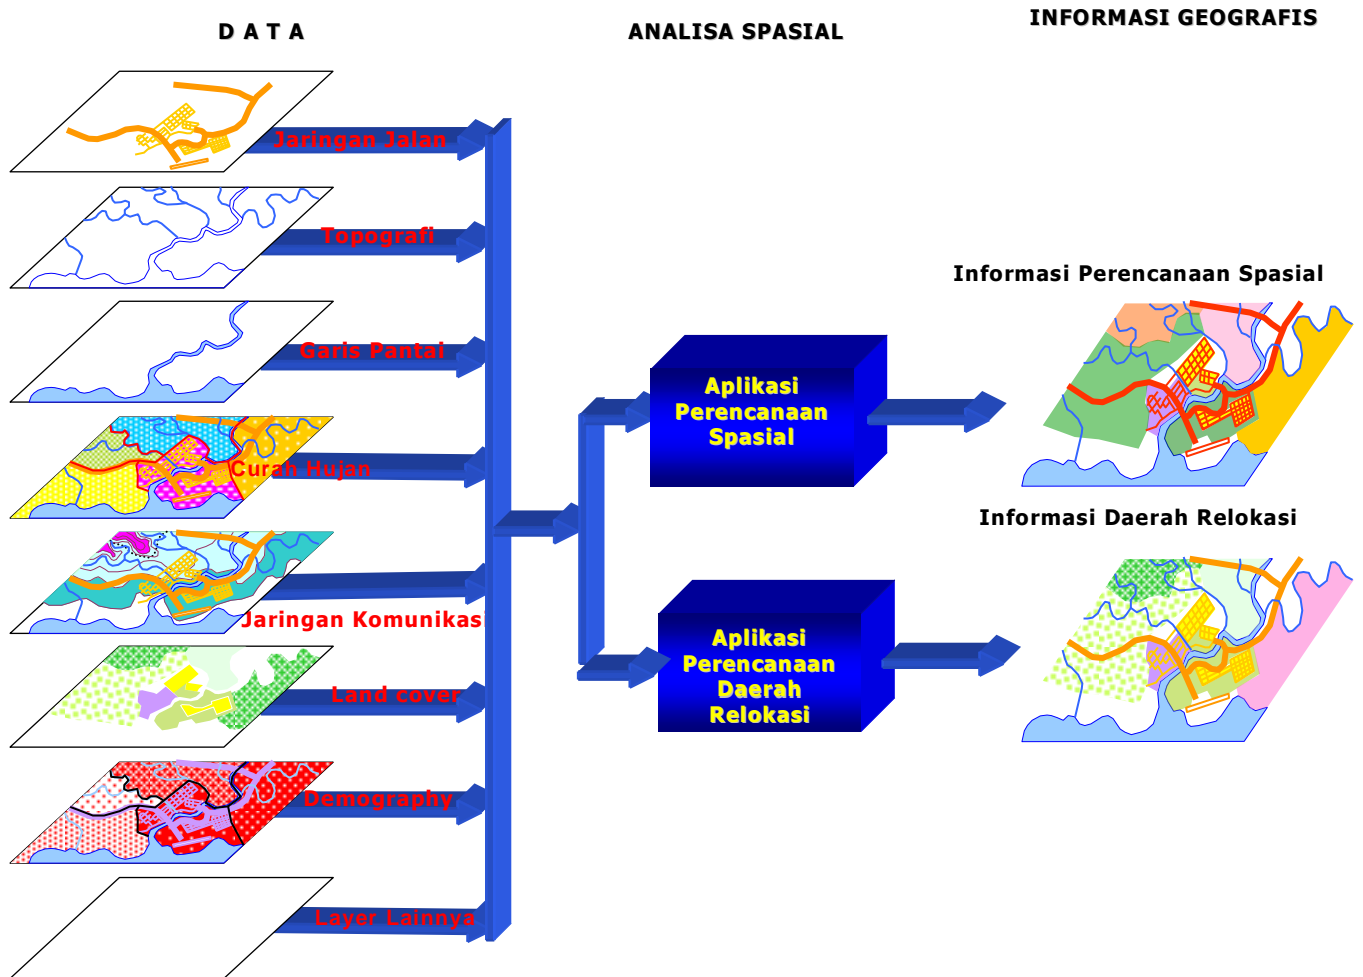 D A T A
ANALISA SPASIAL
INFORMASI GEOGRAFIS
Jaringan Jalan
Topografi
Garis Pantai
Curah Hujan
Jaringan Komunikasi
Land cover
Demography
Layer Lainnya
Aplikasi
Perencanaan
Spasial
Aplikasi
Perencanaan
Daerah
Relokasi
Informasi Perencanaan Spasial
Informasi Daerah Relokasi